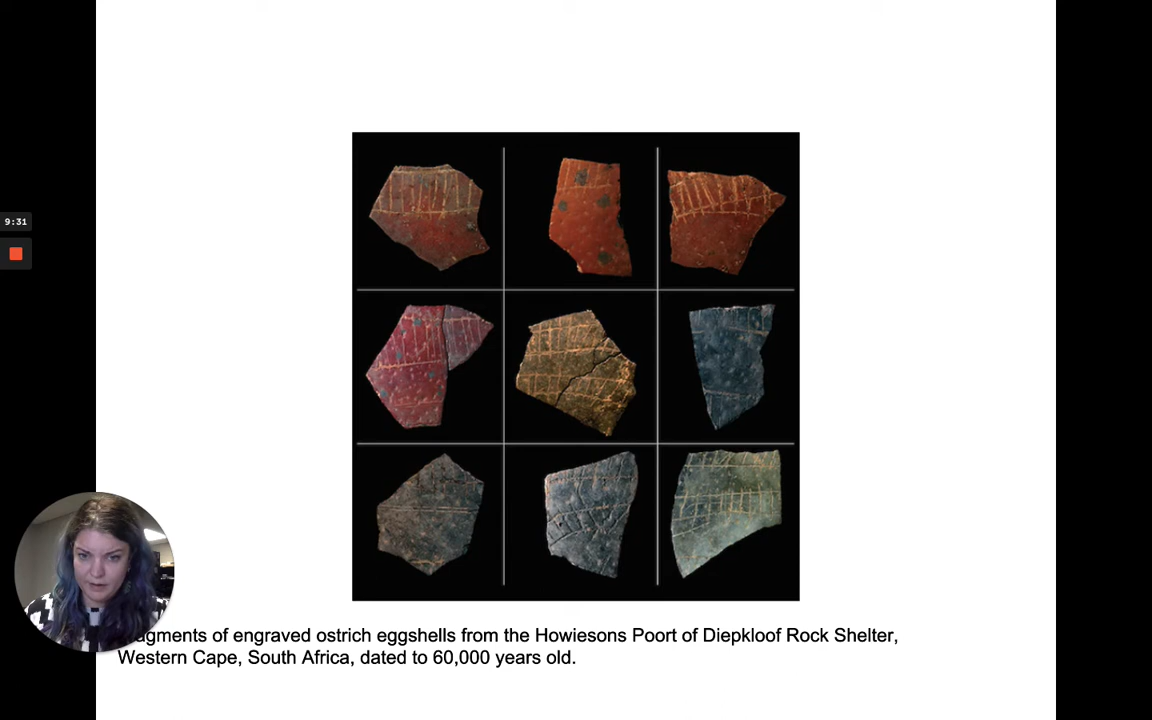 9:31
of engraved ostrich eggshells from the Howiesons Poort of Diepkloof Rock Shelter,
Western Cape, South Africa, dated to 60,000 years old.